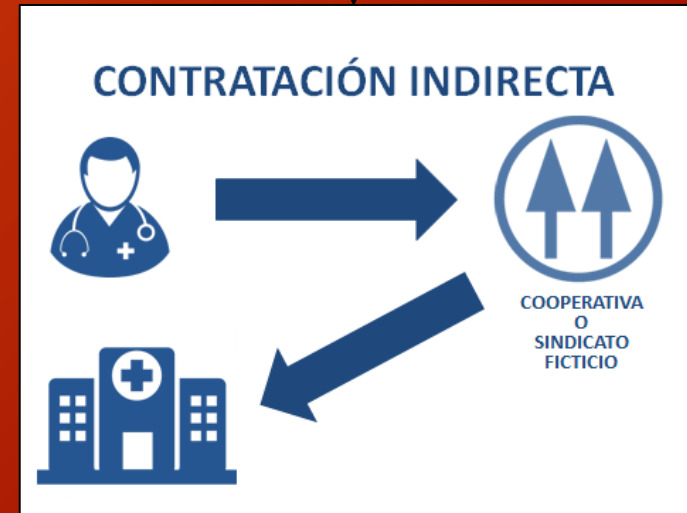 CONTRATACIÓN INDIRECTA
COOPERATIVA
O
SINDICATO
FICTICIO